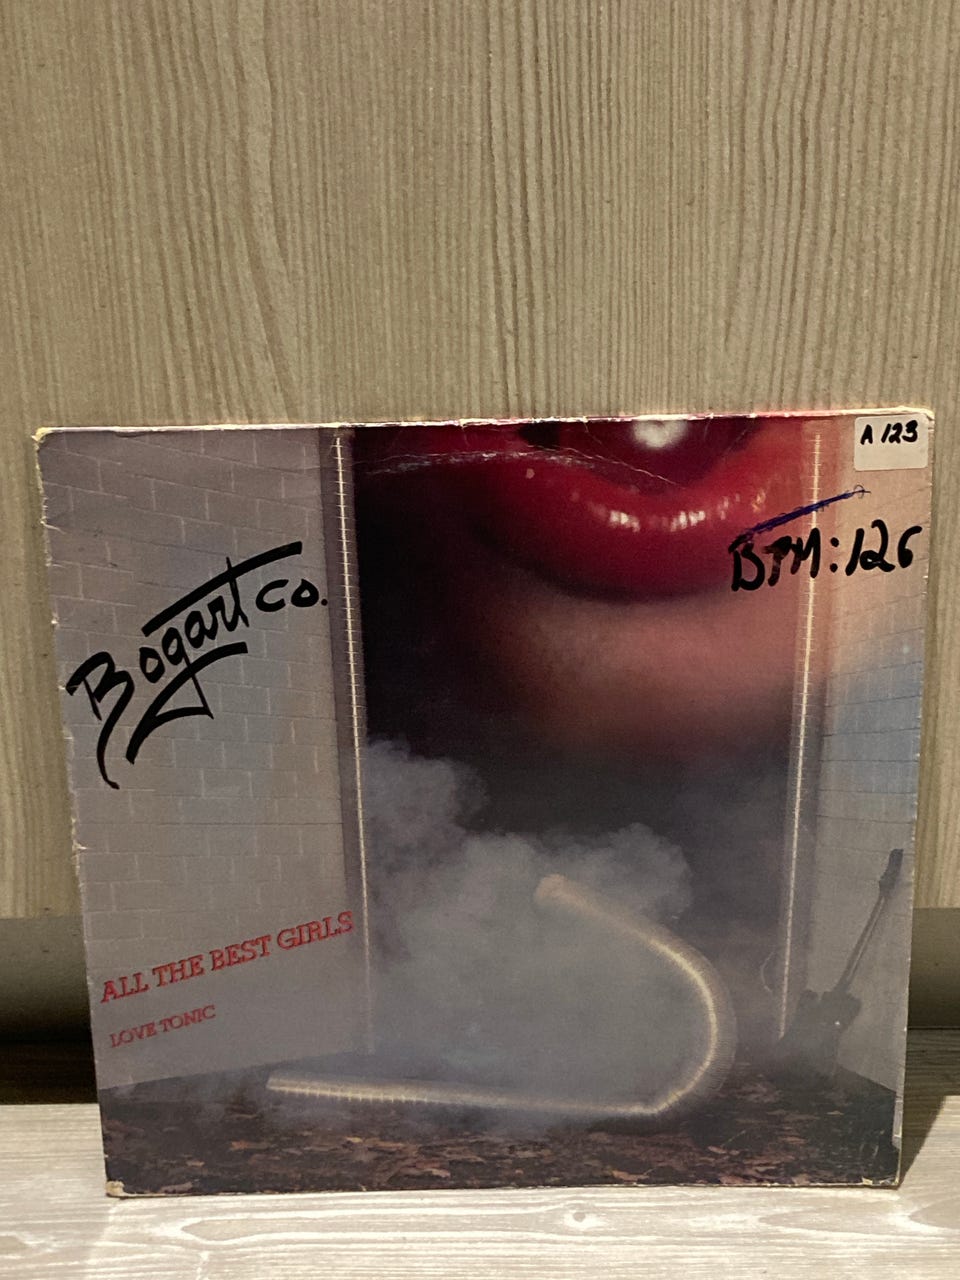 A 123
BPM: 126
Bogart Co.
ALL THE BEST GIRLS
LOVE TONIC